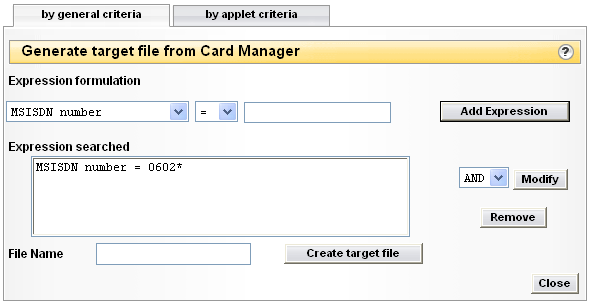 by general criteria by applet criteria
Generate target file from Card Manager ?
Expression formulation
MSISDN number = Add Expression
Expression searched
MSISDN number = 0602*
AND Modify
Remove
File Name Create target file
Close